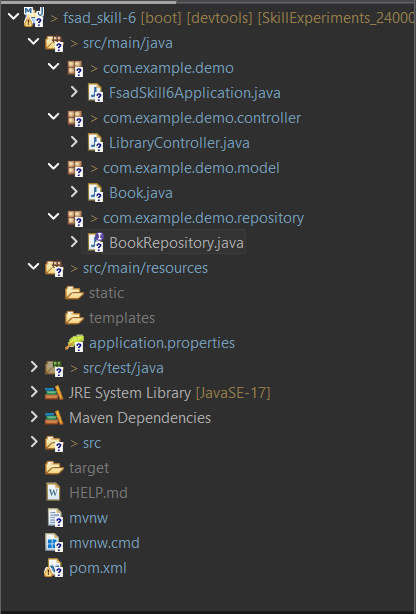 > fsad_skill-6 [boot] [devtools] [SkillExperiments_24000
> src/main/java
> com.example.demo
FsadSkill6Application.java
> com.example.demo.controller
LibraryController.java
> com.example.demo.model
Book.java
> com.example.demo.repository
BookRepository.java
> src/main/resources
static
templates
application.properties
> src/test/java
JRE System Library [JavaSE-17]
Maven Dependencies
> src
target
HELP.md
mvnw
mvnw.cmd
pom.xml